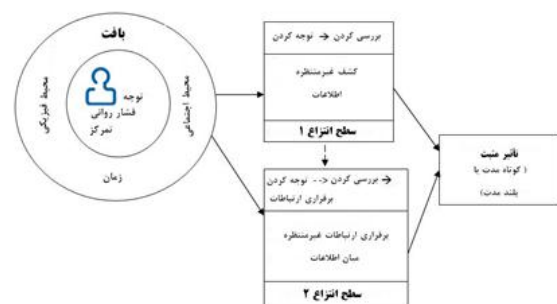 بافت
محیط فیزیکی
توجه
فشار روانی
تمرکز
محیط اجتماعی
زمان
بررسی کردن → توجه کردن
کشف غیرمنتظره
اطلاعات
سطح انتزاع ۱
بررسی کردن --> توجه کردن →
برقراری ارتباطات
برقراری ارتباطات غیرمنتظره
میان اطلاعات
سطح انتزاع ۲
تأثیر مثبت
( کوتاه مدت یا
بلند مدت)